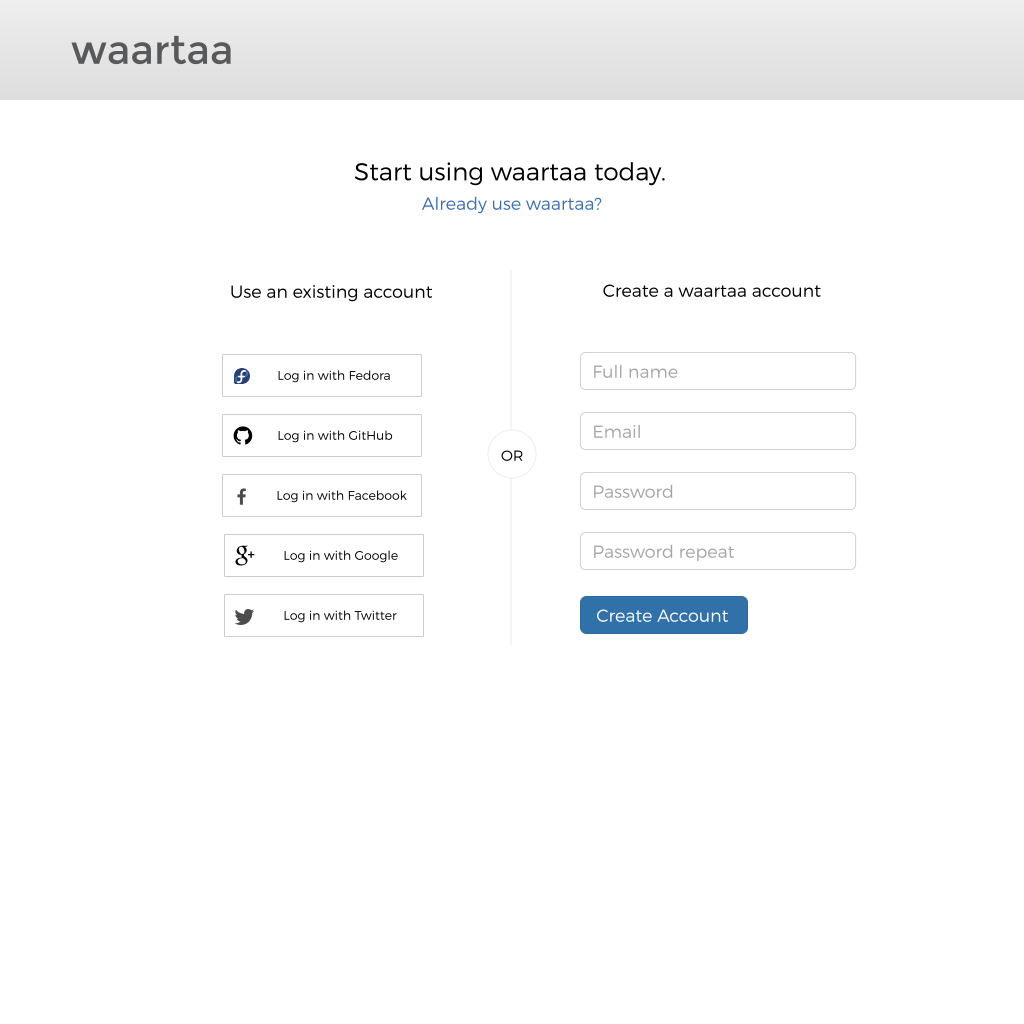 waartaa
Start using waartaa today.
Already use waartaa?
Use an existing account
Log in with Fedora
Log in with GitHub
Log in with Facebook
Log in with Google
Log in with Twitter
OR
Create a waartaa account
Full name
Email
Password
Password repeat
Create Account